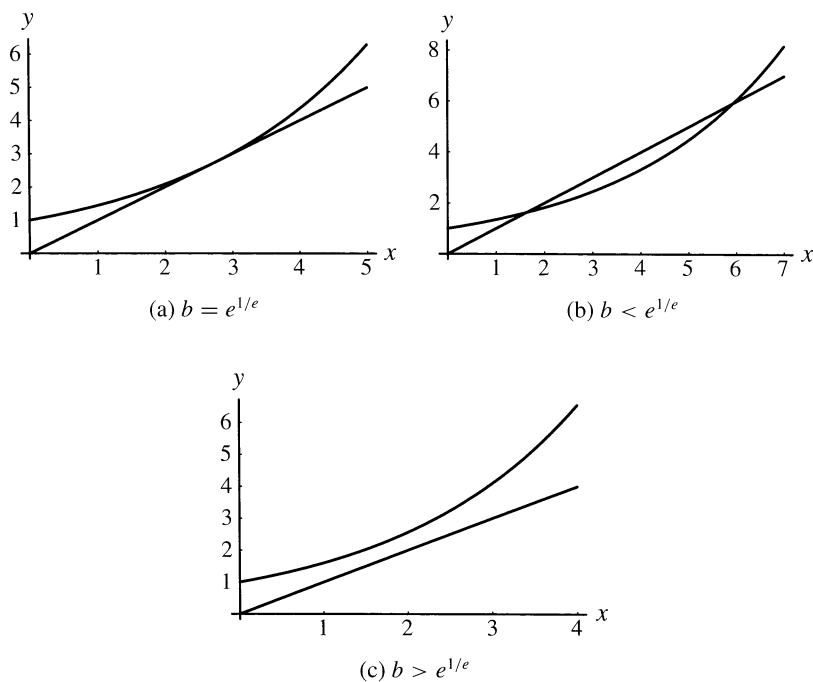 y
6
5
4
3
2
1
1 2 3 4 5 x
(a) b = e^{1/e}
y
8
6
4
2
1 2 3 4 5 6 7 x
(b) b < e^{1/e}
y
6
5
4
3
2
1
1 2 3 4 x
(c) b > e^{1/e}